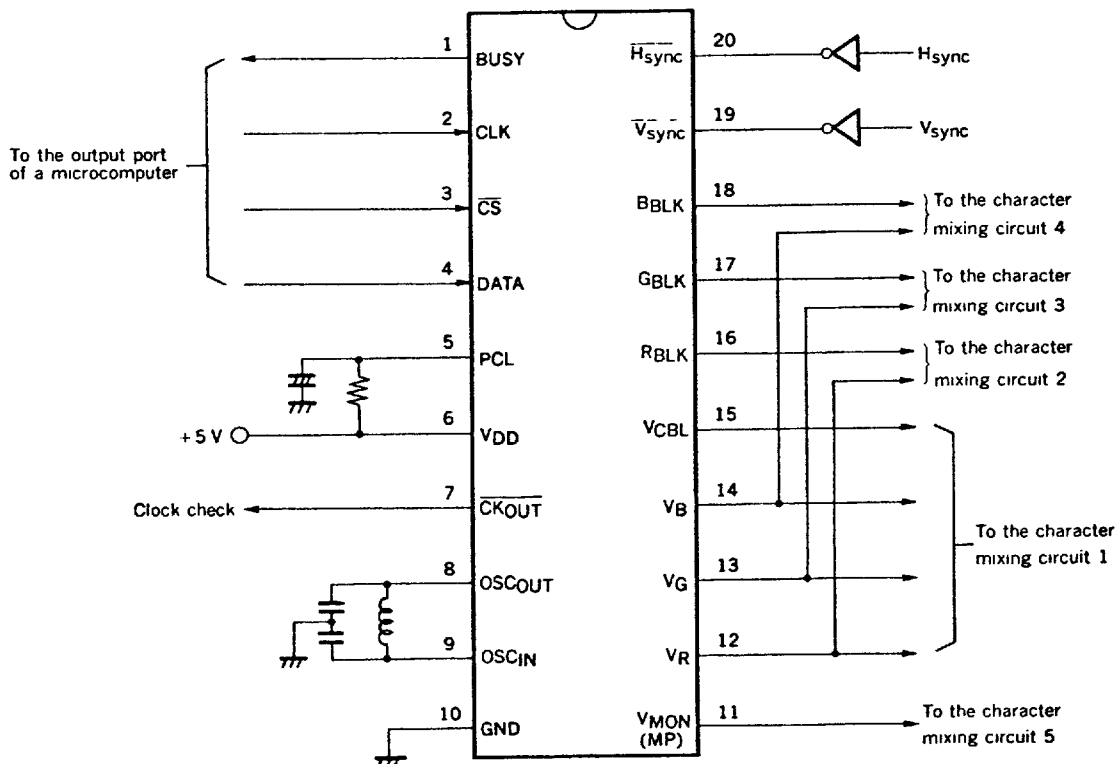 1
BUSY
2
CLK
To the output port
of a microcomputer
3
CS
4
DATA
5
PCL
+5 V
6
VDD
Clock check
7
CKOUT
8
OSCOUT
9
OSCIN
10
GND
20
Hsync
Hsync
19
Vsync
Vsync
18
BBLK
To the character
mixing circuit 4
17
GBLK
To the character
mixing circuit 3
16
RBLK
To the character
mixing circuit 2
15
VCBL
14
VB
To the character
mixing circuit 1
13
VG
12
VR
11
VMON
(MP)
To the character
mixing circuit 5